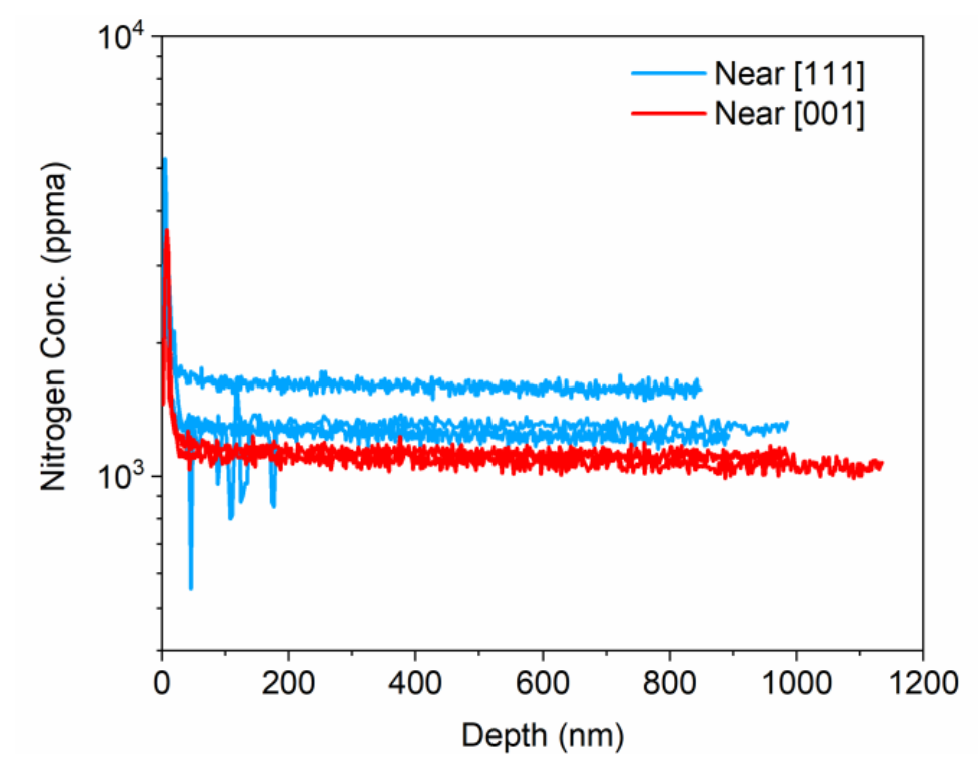 Nitrogen Conc. (ppma)
10⁴
10³
Near [111]
Near [001]
0 200 400 600 800 1000 1200
Depth (nm)